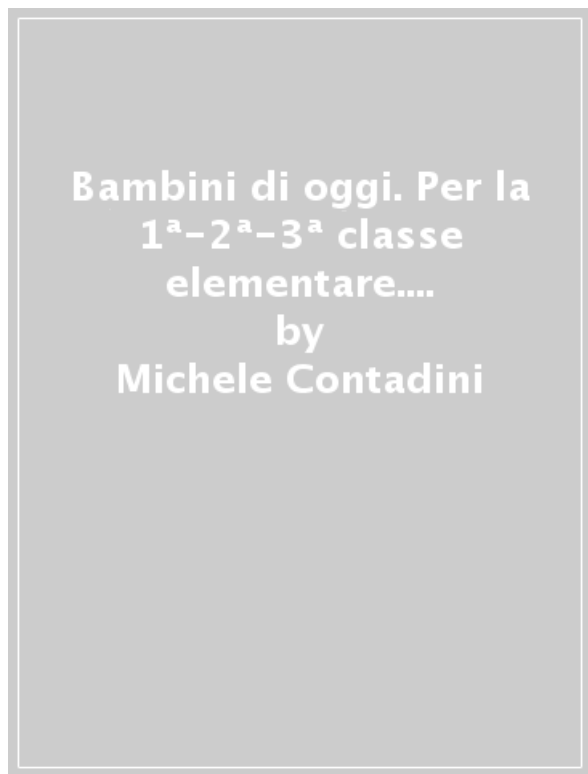 Bambini di oggi. Per la
1ª-2ª-3ª classe
elementare....
by
Michele Contadini